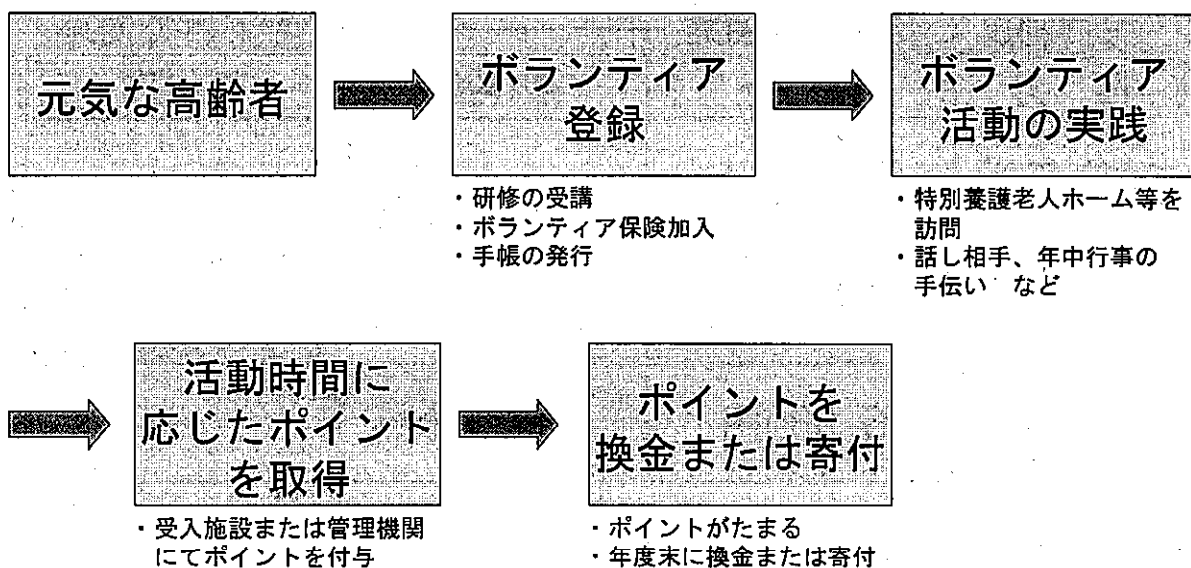 元気な高齢者
ボランティア
登録
・研修の受講
・ボランティア保険加入
・手帳の発行
ボランティア
活動の実践
・特別養護老人ホーム等を
訪問
・話し相手、年中行事の
手伝い など
活動時間に
応じたポイント
を取得
・受入施設または管理機関
にてポイントを付与
ポイントを
換金または寄付
・ポイントがたまる
・年度末に換金または寄付